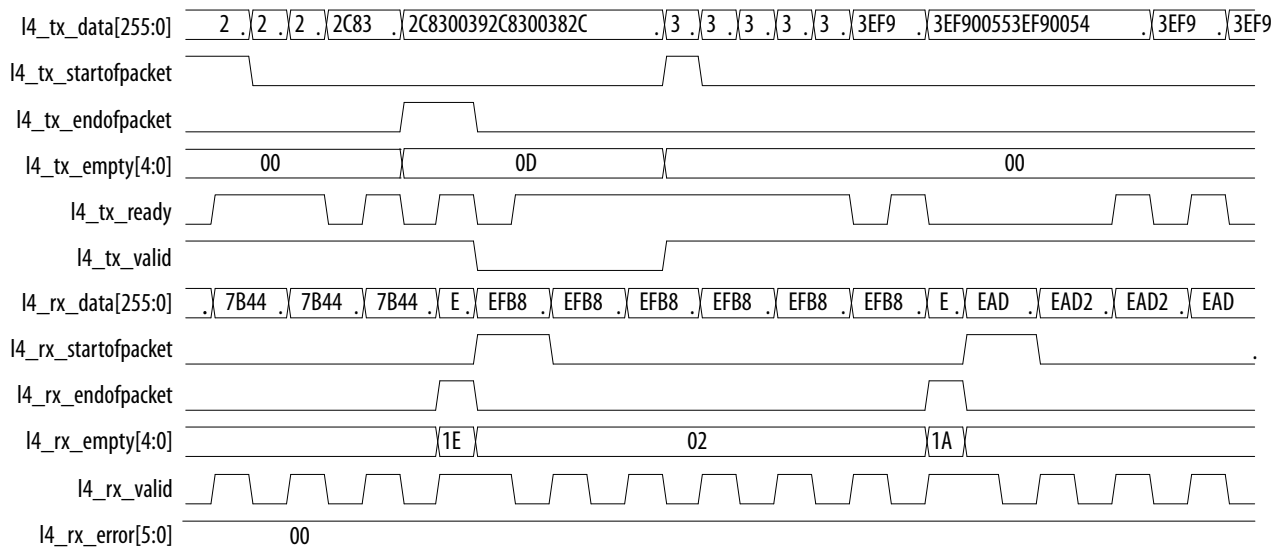 l4_tx_data[255:0] 2 . 2 . 2 . 2C83 . 2C8300392C8300382C . 3 . 3 . 3 . 3 . 3 . 3EF9 . 3EF900553EF90054 . 3EF9 . 3EF9
l4_tx_startofpacket
l4_tx_endofpacket
l4_tx_empty[4:0] 00 0D 00
l4_tx_ready
l4_tx_valid
l4_rx_data[255:0] . 7B44 . 7B44 . 7B44 . E . EFB8 . EFB8 . EFB8 . EFB8 . EFB8 . EFB8 . E . EAD . EAD2 . EAD2 . EAD
l4_rx_startofpacket .
l4_rx_endofpacket
l4_rx_empty[4:0] 1E 02 1A
l4_rx_valid
l4_rx_error[5:0] 00